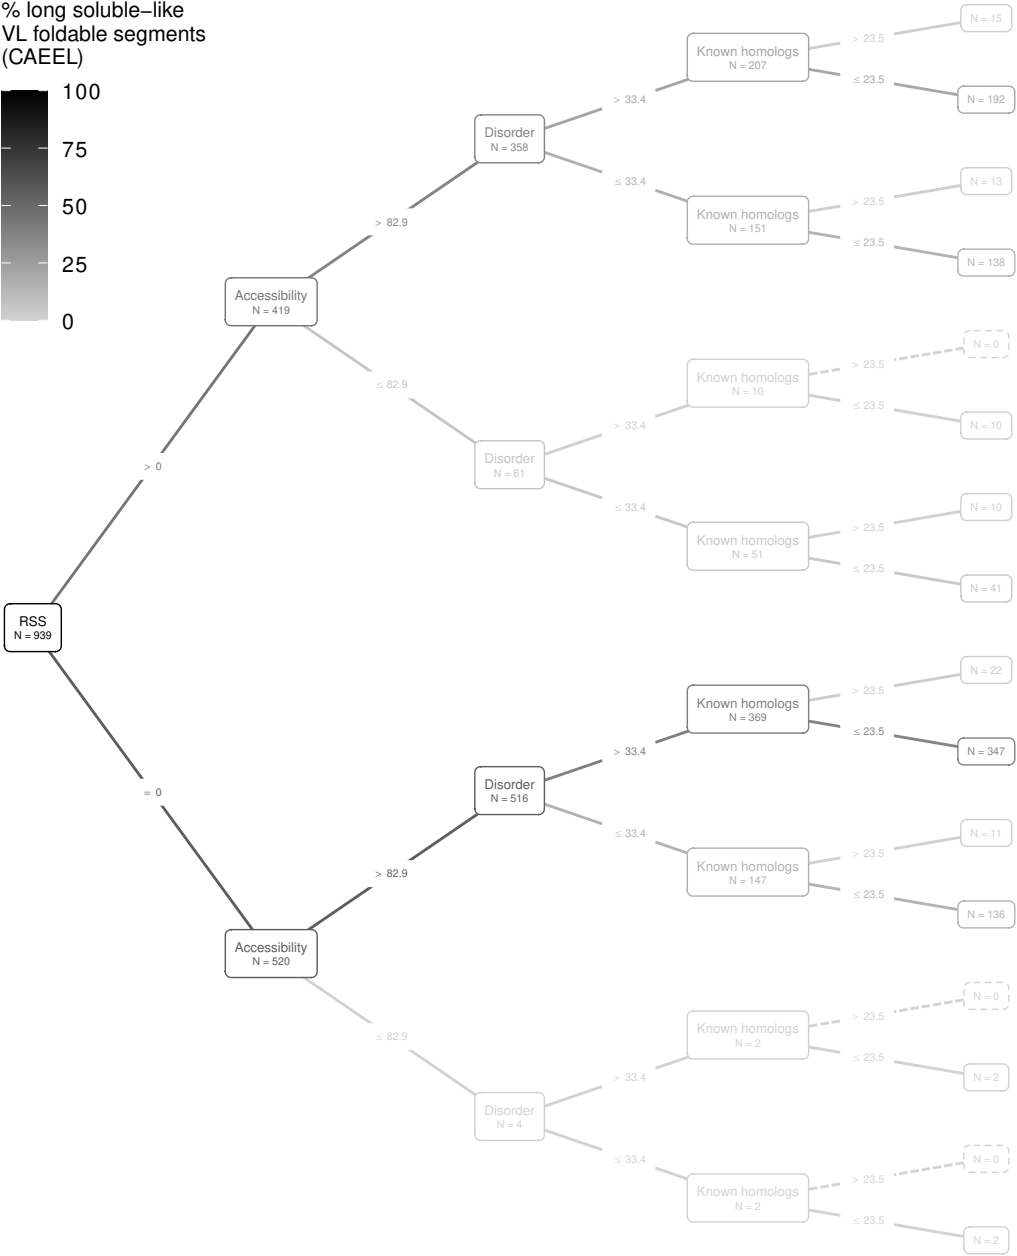 % long soluble−like
VL foldable segments
(CAEEL)
100
75
50
25
0
RSS
N = 939
> 0
= 0
Accessibility
N = 419
> 82.9
≤ 82.9
Accessibility
N = 520
> 82.9
≤ 82.9
Disorder
N = 358
> 33.4
≤ 33.4
Disorder
N = 61
> 33.4
≤ 33.4
Disorder
N = 516
> 33.4
≤ 33.4
Disorder
N = 4
> 33.4
≤ 33.4
Known homologs
N = 207
> 23.5
≤ 23.5
N = 15
N = 192
Known homologs
N = 151
> 23.5
≤ 23.5
N = 13
N = 138
Known homologs
N = 10
> 23.5
≤ 23.5
N = 0
N = 10
Known homologs
N = 51
> 23.5
≤ 23.5
N = 10
N = 41
Known homologs
N = 369
> 23.5
≤ 23.5
N = 22
N = 347
Known homologs
N = 147
> 23.5
≤ 23.5
N = 11
N = 136
Known homologs
N = 2
> 23.5
≤ 23.5
N = 0
N = 2
Known homologs
N = 2
> 23.5
≤ 23.5
N = 0
N = 2